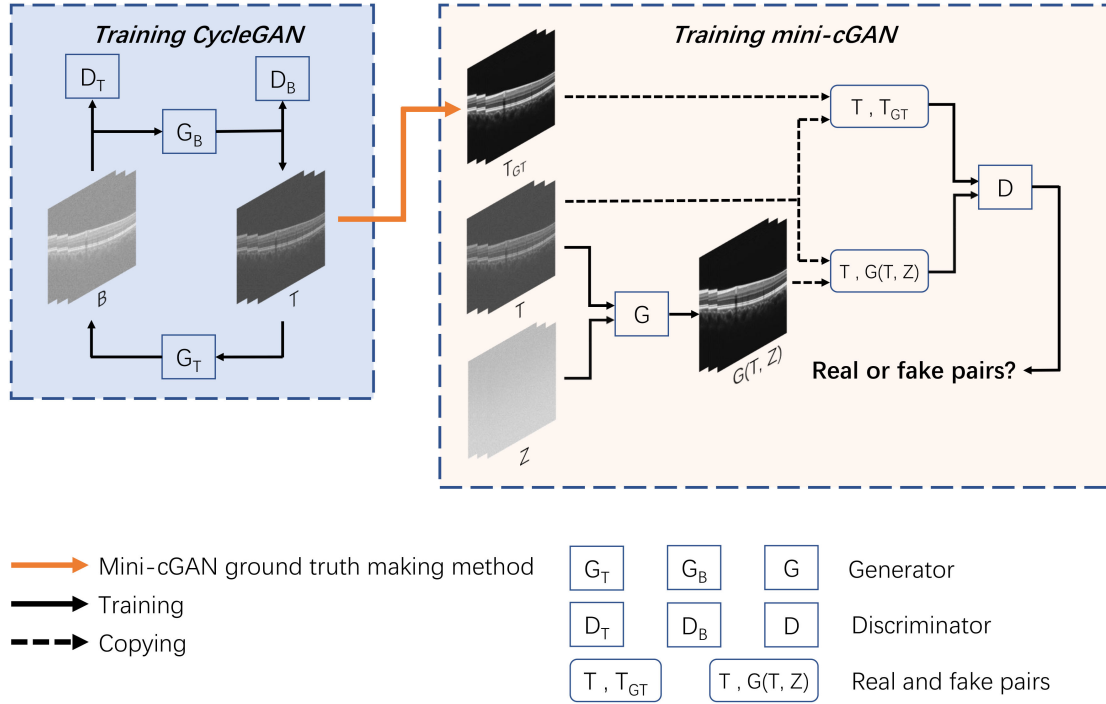 Training CycleGAN
D_T
D_B
G_B
B
T
G_T
Training mini-cGAN
T_GT
T , T_GT
D
T
T , G(T, Z)
G
G(T, Z)
Real or fake pairs?
Z
Mini-cGAN ground truth making method
Training
Copying
G_T G_B G Generator
D_T D_B D Discriminator
T , T_GT T , G(T, Z) Real and fake pairs